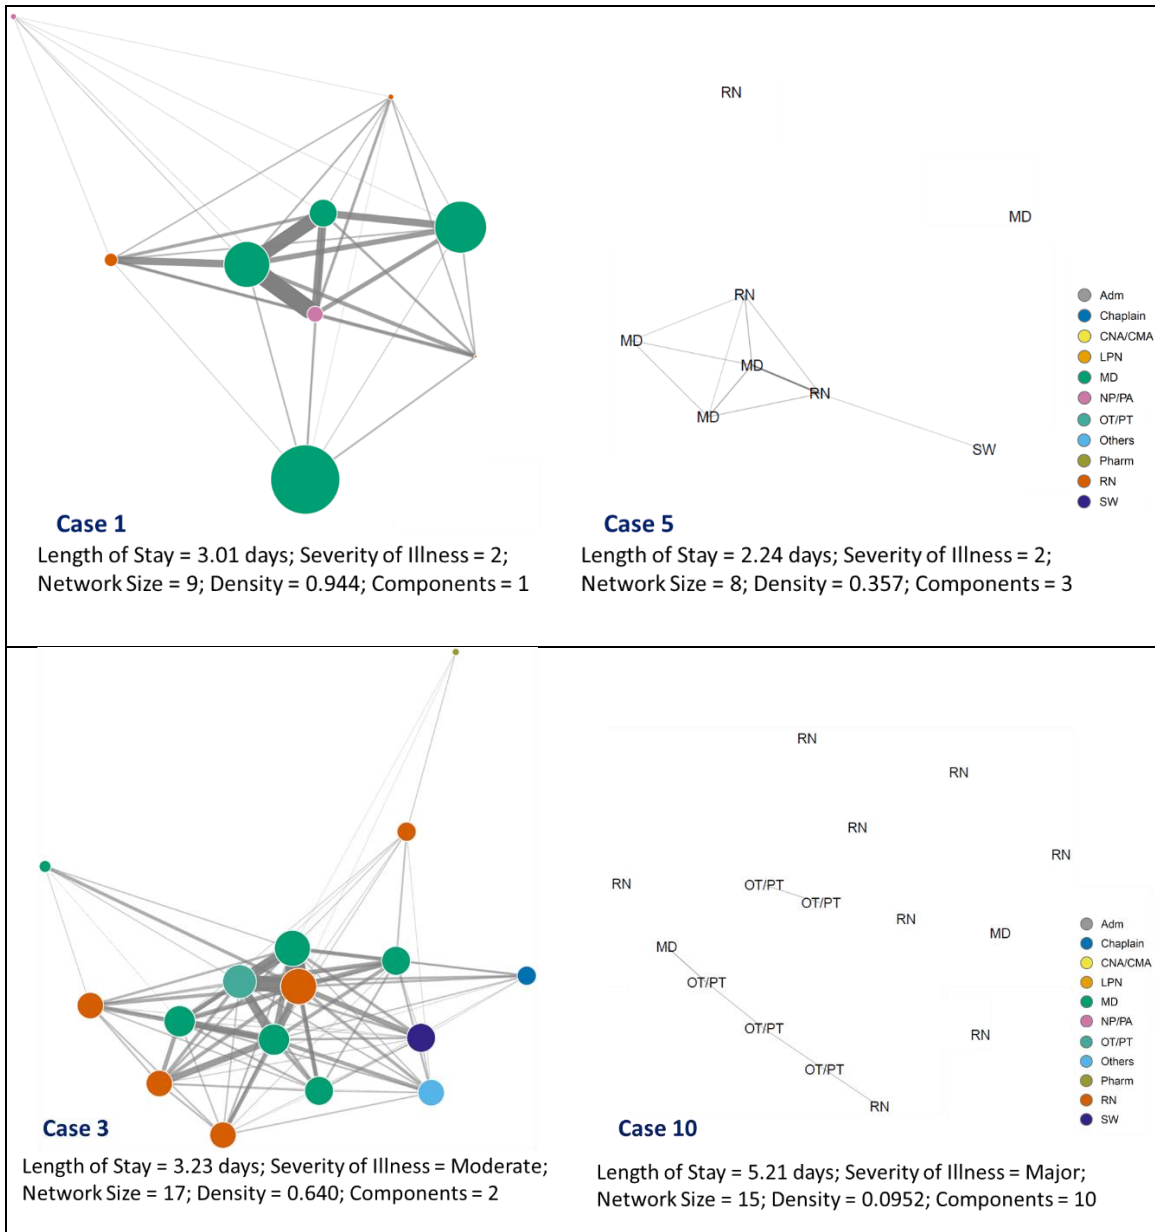 RN
MD
RN
MD
MD
RN
MD
SW
Adm
Chaplain
CNA/CMA
LPN
MD
NP/PA
OT/PT
Others
Pharm
RN
SW
Case 1
Length of Stay = 3.01 days; Severity of Illness = 2;
Network Size = 9; Density = 0.944; Components = 1
Case 5
Length of Stay = 2.24 days; Severity of Illness = 2;
Network Size = 8; Density = 0.357; Components = 3
Case 3
Length of Stay = 3.23 days; Severity of Illness = Moderate;
Network Size = 17; Density = 0.640; Components = 2
RN
RN
RN
RN
RN
OT/PT
OT/PT
RN
MD
MD
OT/PT
OT/PT
RN
OT/PT
RN
Adm
Chaplain
CNA/CMA
LPN
MD
NP/PA
OT/PT
Others
Pharm
RN
SW
Case 10
Length of Stay = 5.21 days; Severity of Illness = Major;
Network Size = 15; Density = 0.0952; Components = 10